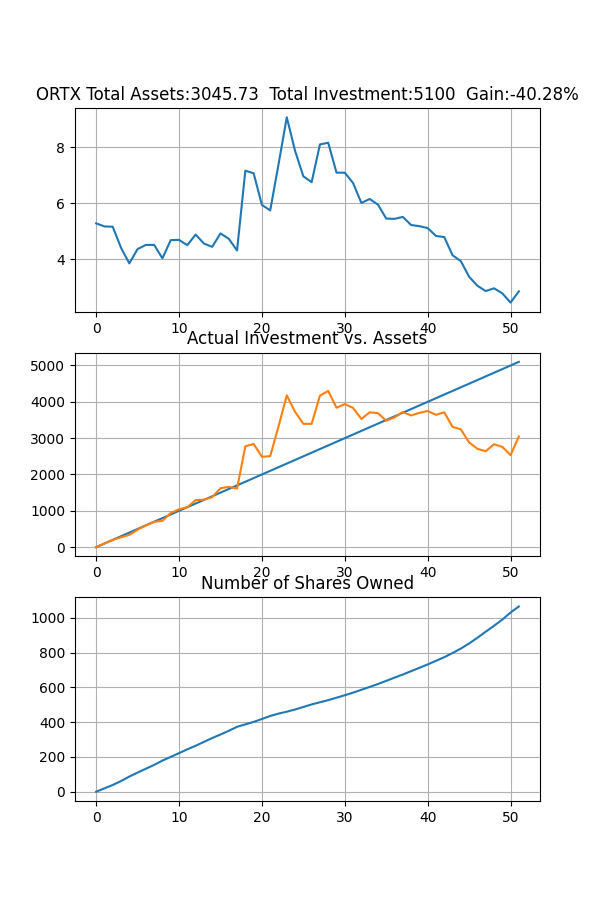 ORTX Total Assets:3045.73  Total Investment:5100  Gain:-40.28%
8
6
4
0 10 20 30 40 50
Actual Investment vs. Assets
5000
4000
3000
2000
1000
0
0 10 20 30 40 50
Number of Shares Owned
1000
800
600
400
200
0
0 10 20 30 40 50